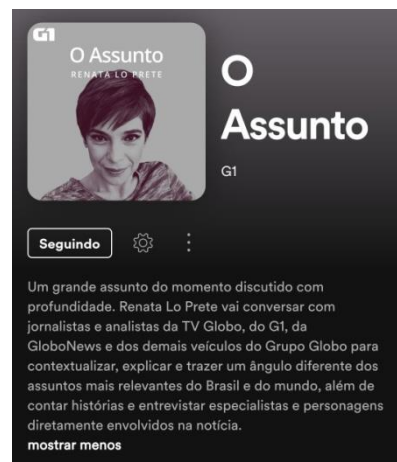 G1
O Assunto
RENATA LO PRETE
O
Assunto
G1
Seguindo
Um grande assunto do momento discutido com
profundidade. Renata Lo Prete vai conversar com
jornalistas e analistas da TV Globo, do G1, da
GloboNews e dos demais veículos do Grupo Globo para
contextualizar, explicar e trazer um ângulo diferente dos
assuntos mais relevantes do Brasil e do mundo, além de
contar histórias e entrevistar especialistas e personagens
diretamente envolvidos na notícia.
mostrar menos